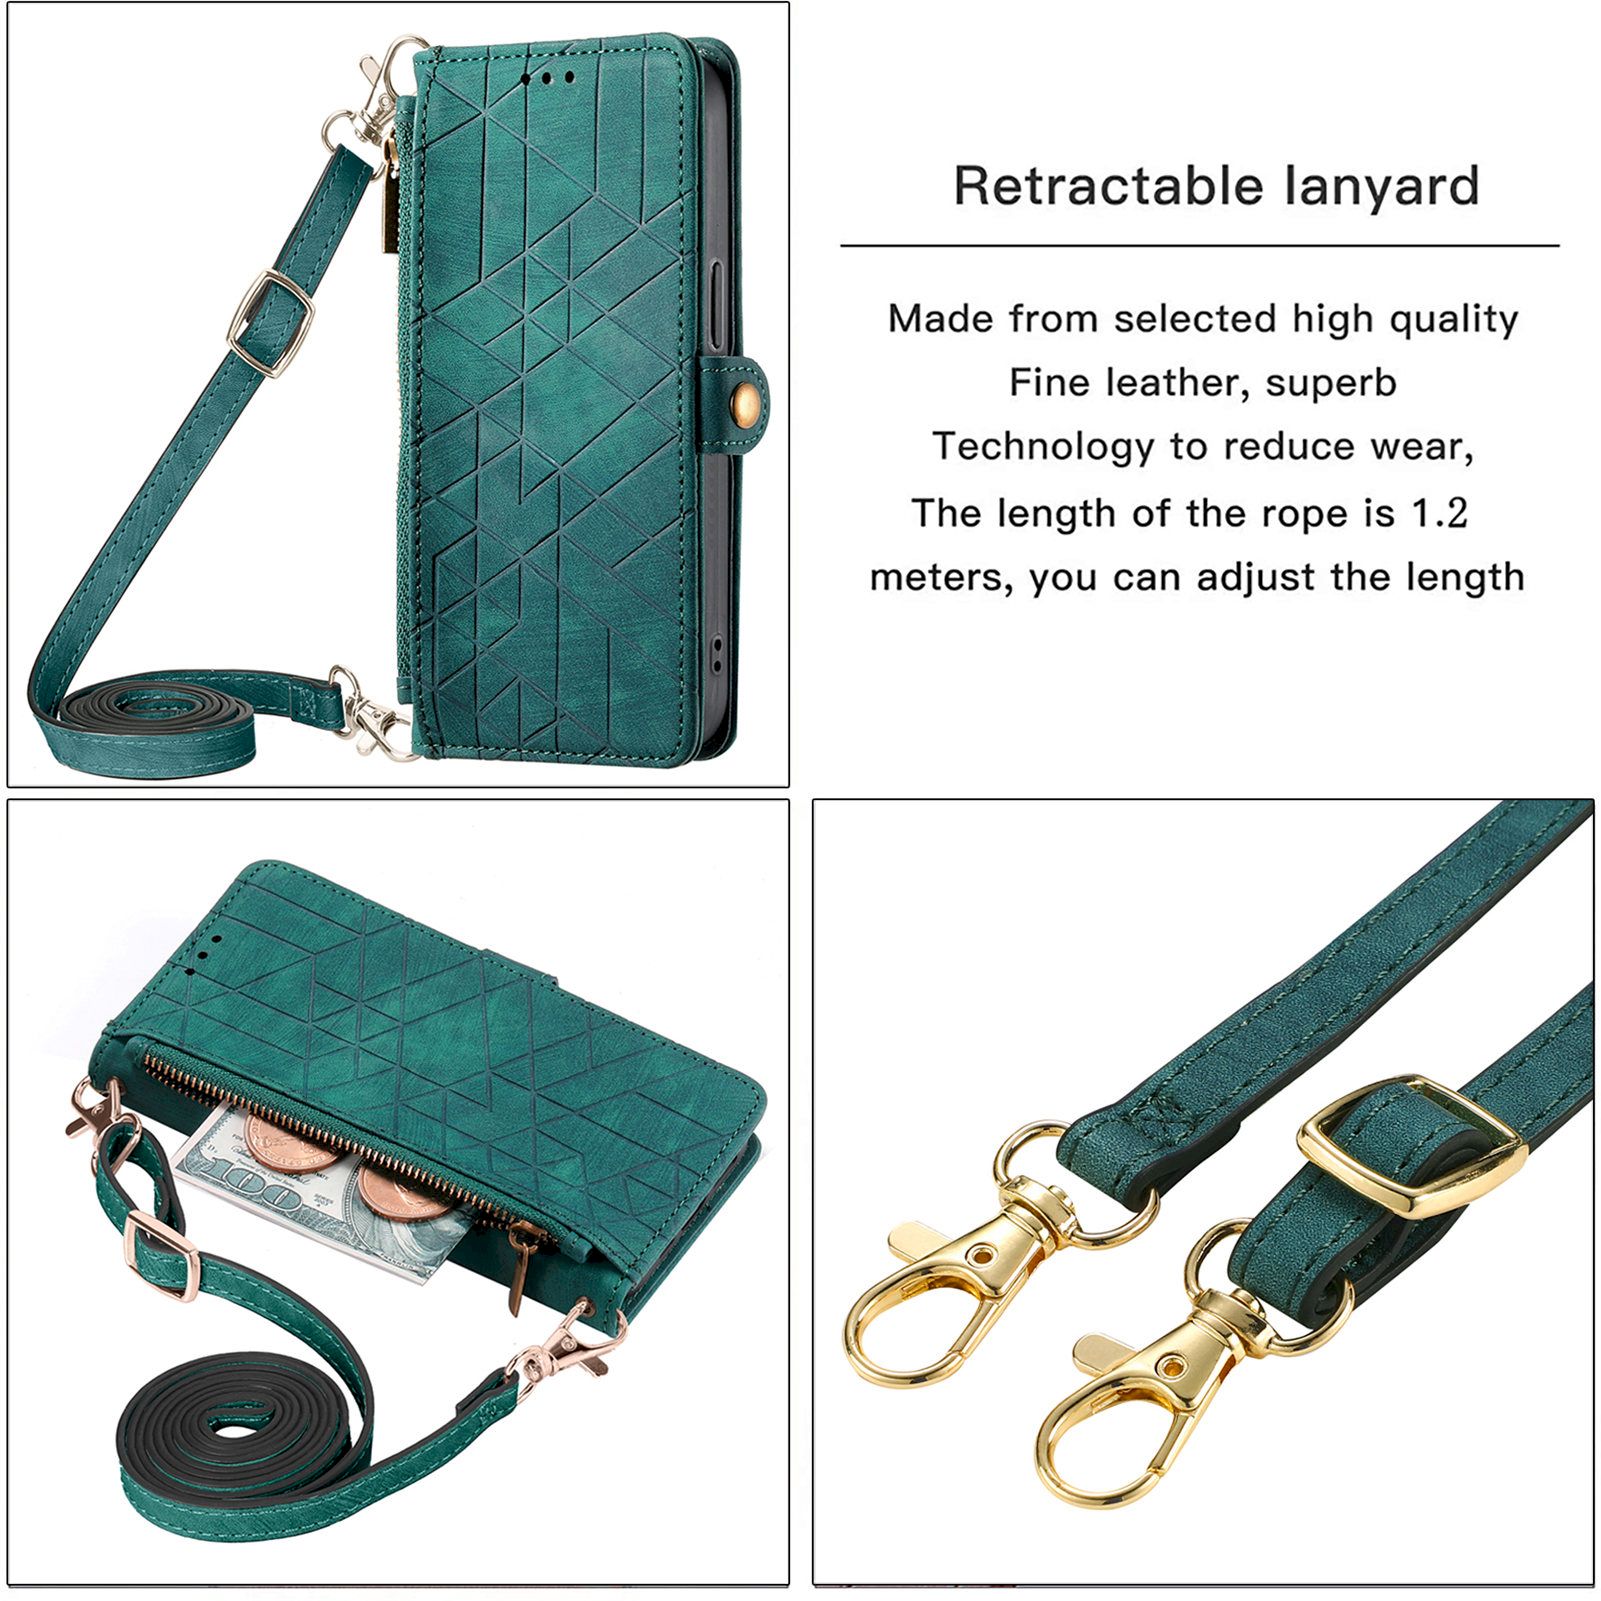 Retractable lanyard
Made from selected high quality
Fine leather, superb
Technology to reduce wear,
The length of the rope is 1.2
meters, you can adjust the length
100